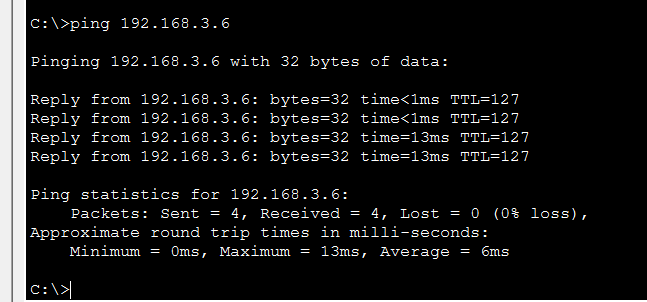 C:\>ping 192.168.3.6
Pinging 192.168.3.6 with 32 bytes of data:
Reply from 192.168.3.6: bytes=32 time<1ms TTL=127
Reply from 192.168.3.6: bytes=32 time<1ms TTL=127
Reply from 192.168.3.6: bytes=32 time=13ms TTL=127
Reply from 192.168.3.6: bytes=32 time=13ms TTL=127
Ping statistics for 192.168.3.6:
    Packets: Sent = 4, Received = 4, Lost = 0 (0% loss),
Approximate round trip times in milli-seconds:
    Minimum = 0ms, Maximum = 13ms, Average = 6ms
C:\>